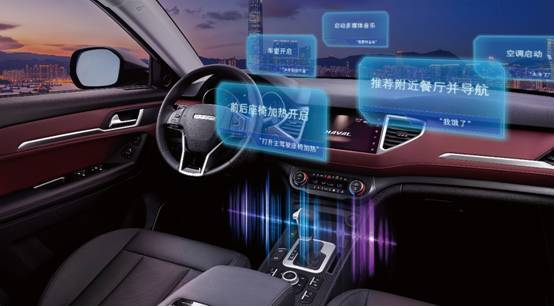 启动多媒体音乐
车窗开启
空调启动
推荐附近餐厅并导航
"我饿了"
前后座椅加热开启
"打开主驾驶座椅加热"
HAVAL